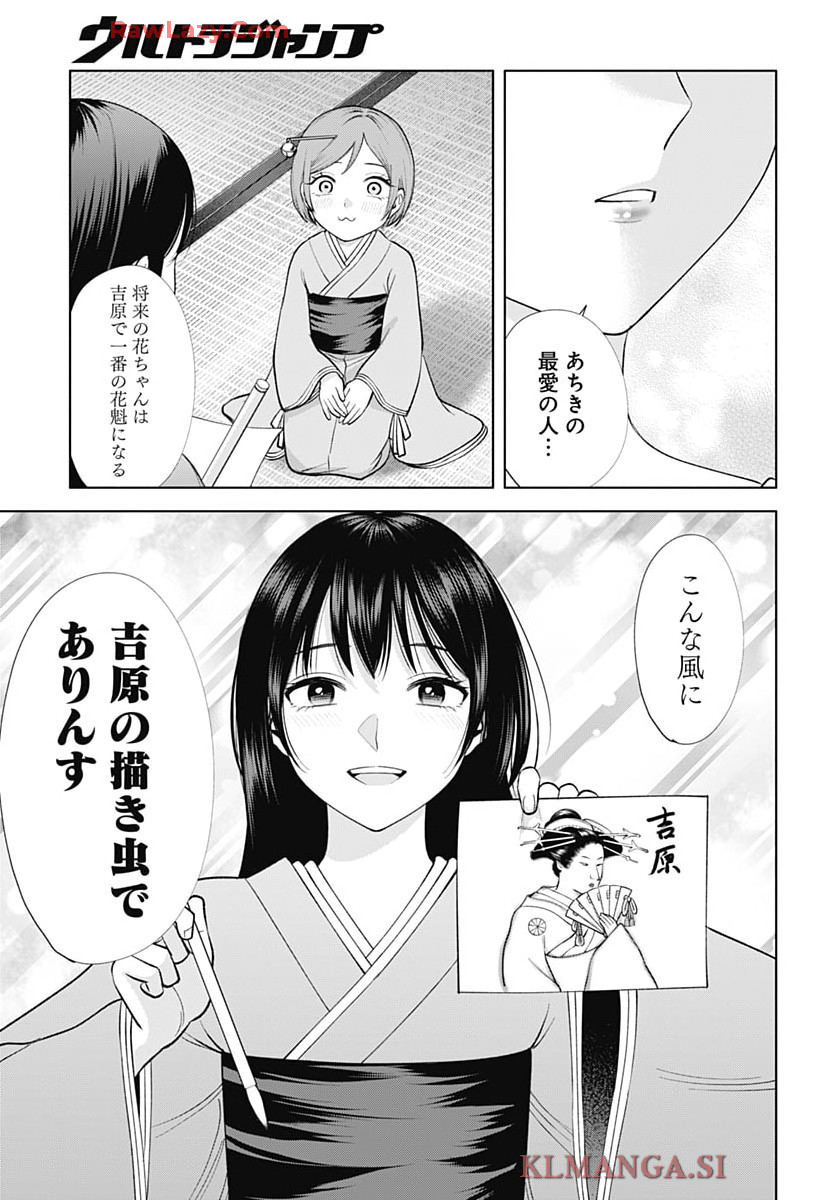 ウルトラジャンプ
RawLazy.Com
あちきの
最愛の人…
将来の花ちゃんは
吉原で一番の花魁になる
こんな風に
吉原
吉原の描き虫で
ありんす
KLMANGA.SI